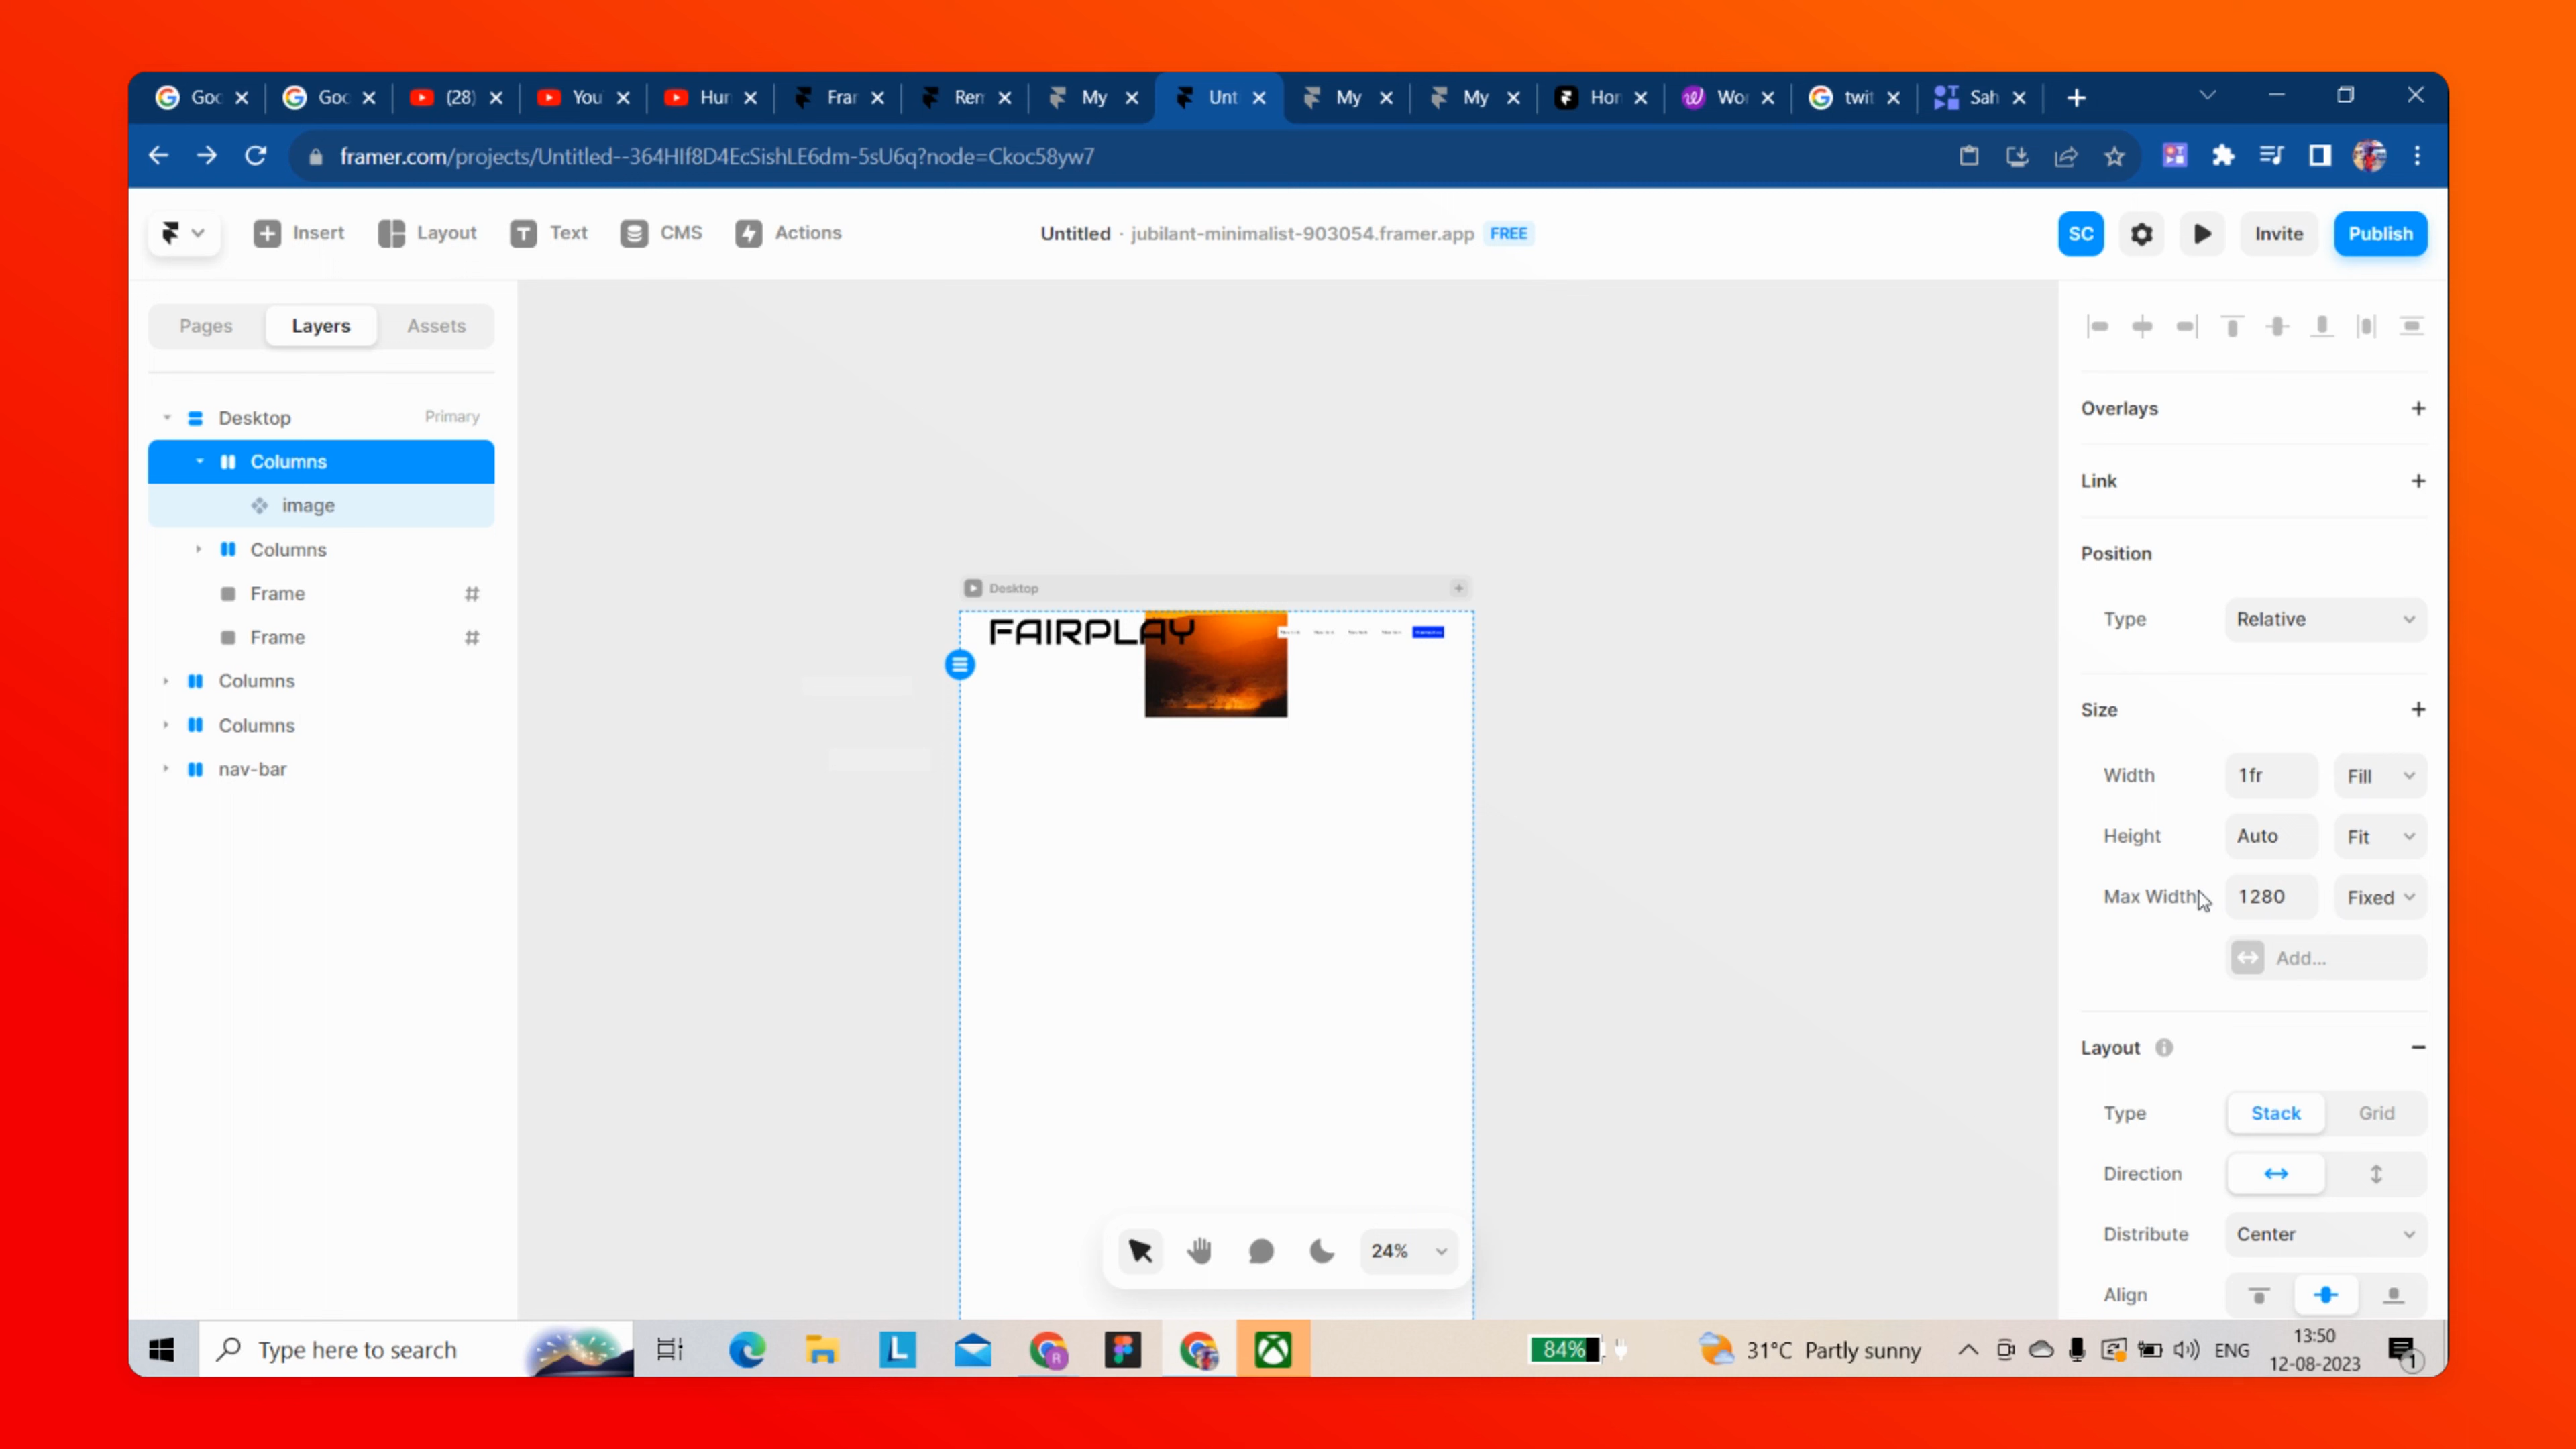 Goc
Goc
(28)
You
Hur
Frar
Ren
My
Unt
My
My
Hor
Wo
twit
Sah
framer.com/projects/Untitled--364HIf8D4EcSishLE6dm-5sU6q?node=Ckoc58yw7
Insert
Layout
Text
CMS
Actions
Untitled · jubilant-minimalist-903054.framer.app FREE
SC
Invite
Publish
Pages
Layers
Assets
Desktop
Primary
Columns
image
Columns
Frame
Frame
Columns
Columns
nav-bar
Desktop
FAIRPLAY
Overlays
Link
Position
Type
Relative
Size
Width
1fr
Fill
Height
Auto
Fit
Max Width
1280
Fixed
Add...
Layout
Type
Stack
Grid
Direction
Distribute
Center
Align
24%
Type here to search
L
R
84%
31°C Partly sunny
ENG
13:50
12-08-2023
1